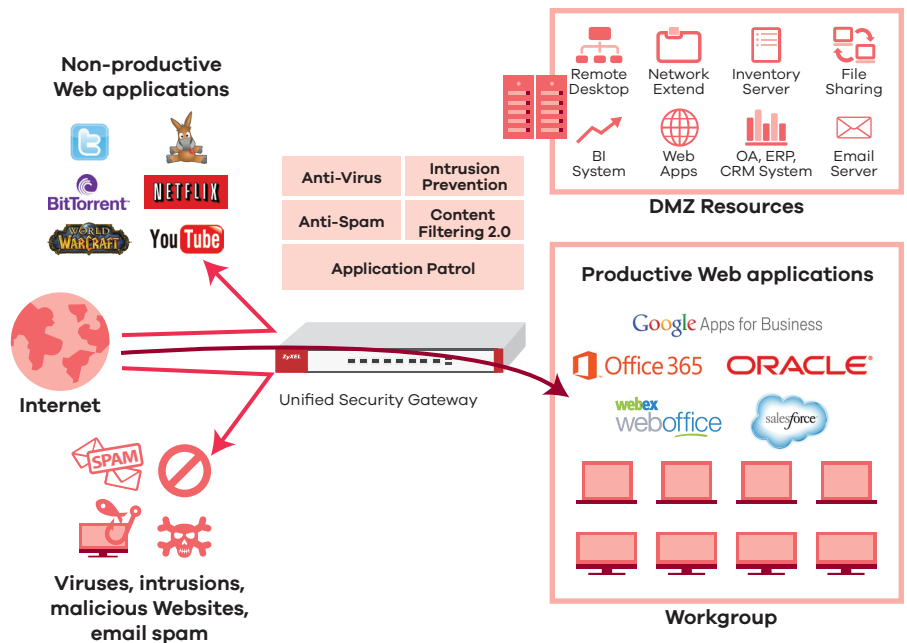 Non-productive
Web applications
BitTorrent
NETFLIX
WORLD
WARCRAFT
You Tube
Internet
SPAM
Viruses, intrusions,
malicious Websites,
email spam
Anti-Virus
Intrusion
Prevention
Anti-Spam
Content
Filtering 2.0
Application Patrol
ZyXEL
Unified Security Gateway
Remote
Desktop
Network
Extend
Inventory
Server
File
Sharing
BI
System
Web
Apps
OA, ERP,
CRM System
Email
Server
DMZ Resources
Productive Web applications
Google Apps for Business
Office 365
ORACLE®
webex
weboffice
salesforce
Workgroup